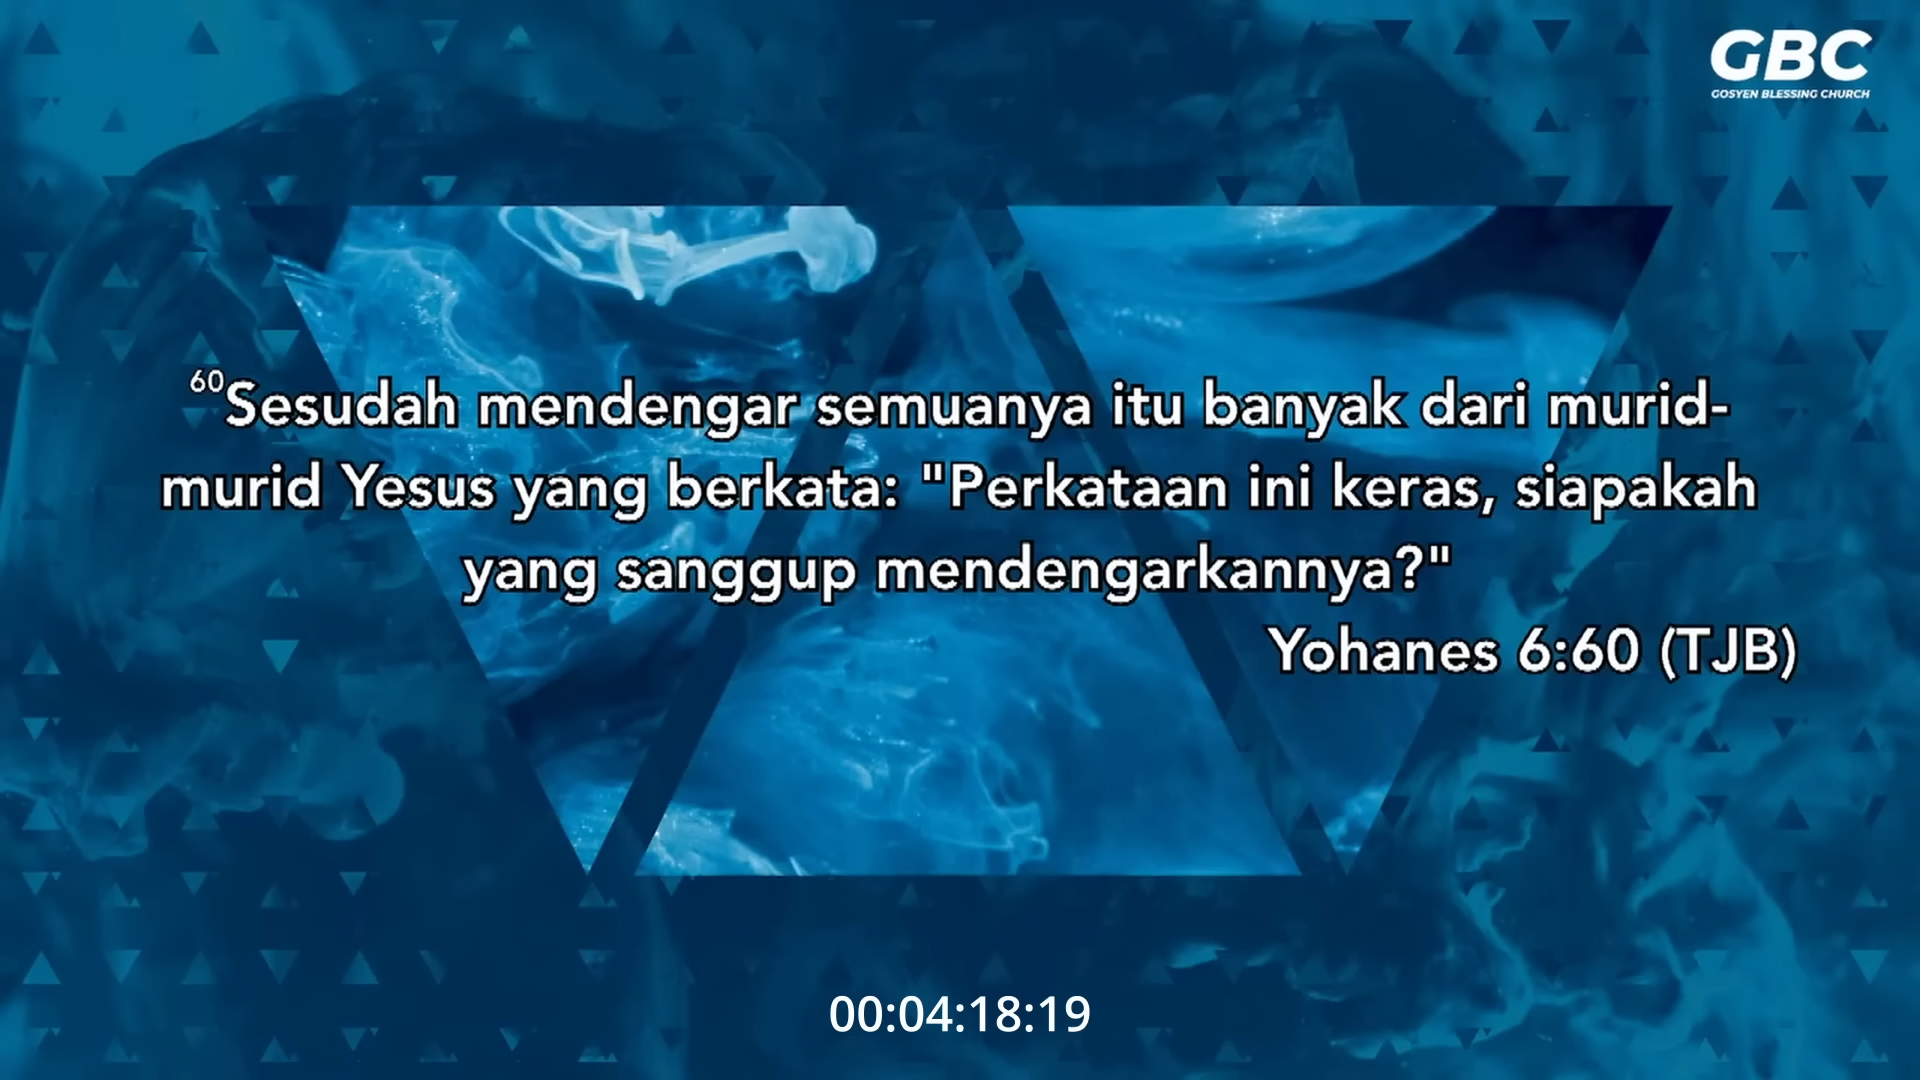 GBC
GOSYEN BLESSING CHURCH
60Sesudah mendengar semuanya itu banyak dari murid-
murid Yesus yang berkata: "Perkataan ini keras, siapakah
yang sanggup mendengarkannya?"
Yohanes 6:60 (TJB)
00:04:18:19